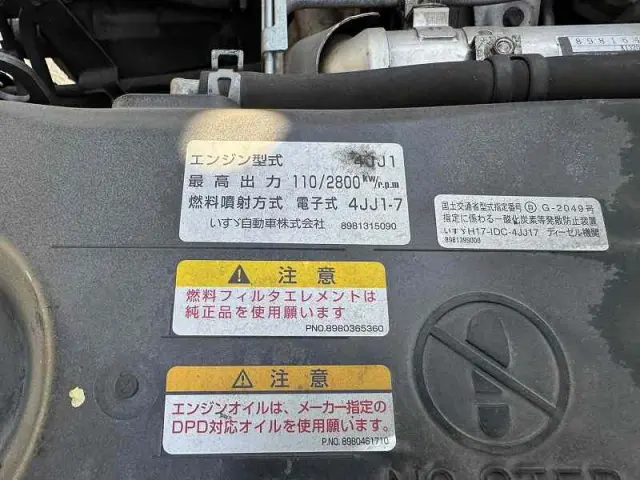 89816
エンジン型式 4JJ1
最高出力 110/2800 kw/r.p.m
燃料噴射方式 電子式 4JJ1-7
いすゞ自動車株式会社 8981315090
国土交通省型式指定番号 Ⓓ G-2049号
指定に係わる一酸化炭素等発散防止装置
いすゞH17-IDC-4JJ17 ディーゼル機関
8981399008
注意
燃料フィルタエレメントは
純正品を使用願います
PNO.8980365360
注意
エンジンオイルは、メーカー指定の
DPD対応オイルを使用願います
P.NO. 8980461710
NO STEP